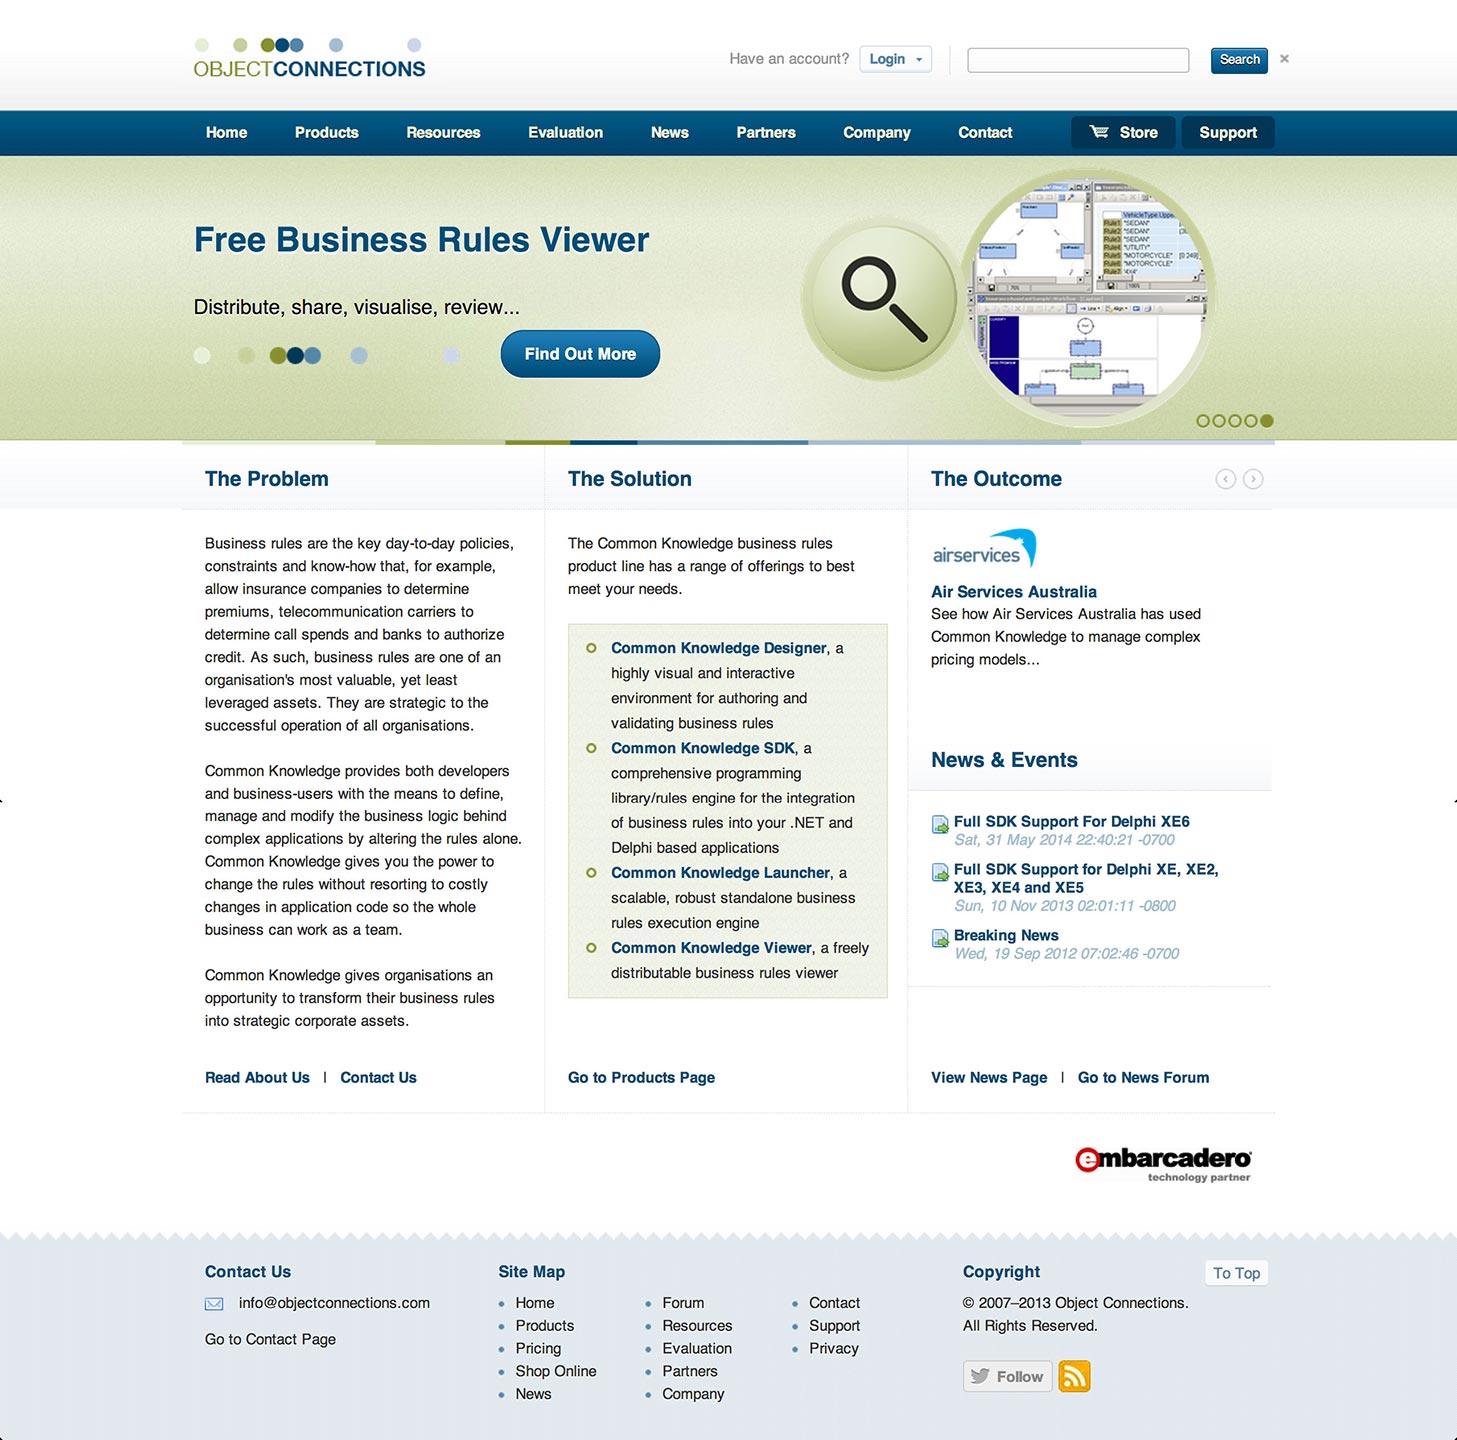 OBJECTCONNECTIONS
Have an account? Login
Search ×
Home Products Resources Evaluation News Partners Company Contact Store Support
Free Business Rules Viewer
Distribute, share, visualise, review...
Find Out More
VehicleType
Rule1 "SEDAN"
Rule2 "SEDAN"
Rule3 "SEDAN"
"UTILITY"
"MOTORCYCLE"
"MOTORCYCLE"
"4X4"
The Problem
Business rules are the key day-to-day policies,
constraints and know-how that, for example,
allow insurance companies to determine
premiums, telecommunication carriers to
determine call spends and banks to authorize
credit. As such, business rules are one of an
organisation's most valuable, yet least
leveraged assets. They are strategic to the
successful operation of all organisations.
Common Knowledge provides both developers
and business-users with the means to define,
manage and modify the business logic behind
complex applications by altering the rules alone.
Common Knowledge gives you the power to
change the rules without resorting to costly
changes in application code so the whole
business can work as a team.
Common Knowledge gives organisations an
opportunity to transform their business rules
into strategic corporate assets.
Read About Us | Contact Us
The Solution
The Common Knowledge business rules
product line has a range of offerings to best
meet your needs.
Common Knowledge Designer, a
highly visual and interactive
environment for authoring and
validating business rules
Common Knowledge SDK, a
comprehensive programming
library/rules engine for the integration
of business rules into your .NET and
Delphi based applications
Common Knowledge Launcher, a
scalable, robust standalone business
rules execution engine
Common Knowledge Viewer, a freely
distributable business rules viewer
Go to Products Page
The Outcome
airservices
Air Services Australia
See how Air Services Australia has used
Common Knowledge to manage complex
pricing models...
News & Events
Full SDK Support For Delphi XE6
Sat, 31 May 2014 22:40:21 -0700
Full SDK Support for Delphi XE, XE2,
XE3, XE4 and XE5
Sun, 10 Nov 2013 02:01:11 -0800
Breaking News
Wed, 19 Sep 2012 07:02:46 -0700
View News Page | Go to News Forum
embarcadero
technology partner
Contact Us
info@objectconnections.com
Go to Contact Page
Site Map
Home
Products
Pricing
Shop Online
News
Forum
Resources
Evaluation
Partners
Company
Contact
Support
Privacy
Copyright
To Top
© 2007–2013 Object Connections.
All Rights Reserved.
Follow